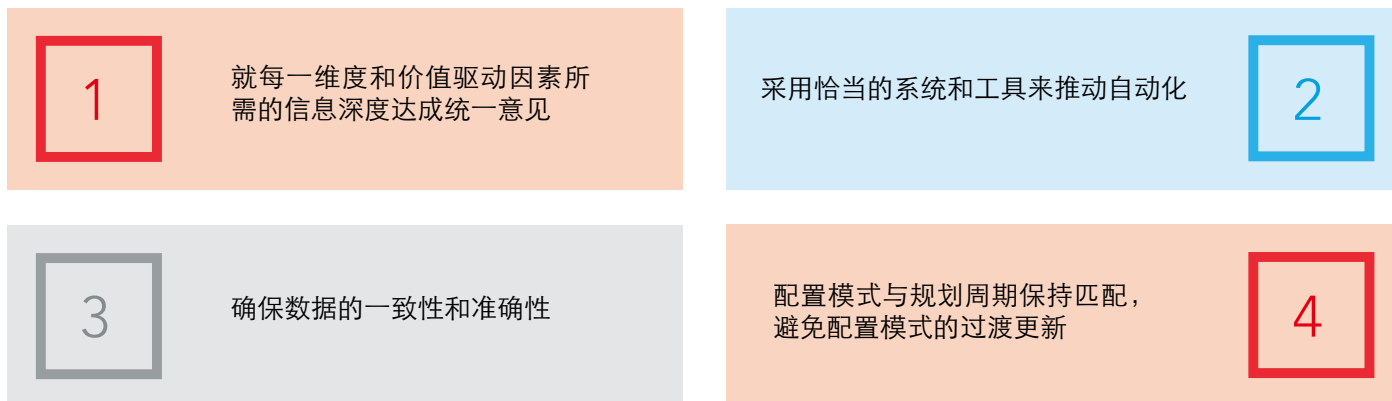 1
就每一维度和价值驱动因素所
需的信息深度达成统一意见
采用恰当的系统和工具来推动自动化
2
3
确保数据的一致性和准确性
配置模式与规划周期保持匹配，
避免配置模式的过渡更新
4